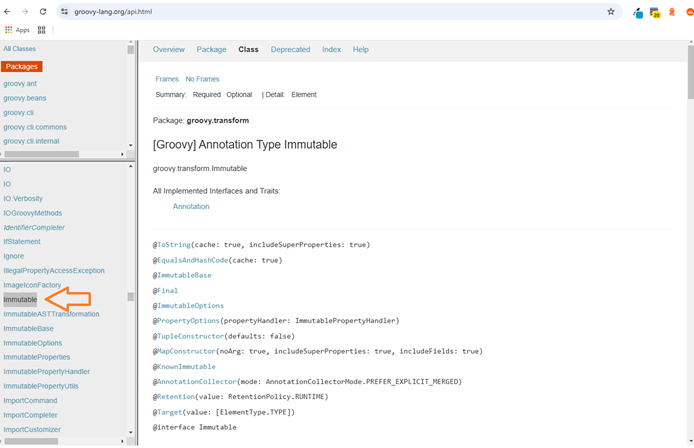 groovy-lang.org/api.html
20
Apps
All Classes
Packages
groovy.ant
groovy.beans
groovy.cli
groovy.cli.commons
groovy.cli.internal
IO
IO
IO.Verbosity
IOGroovyMethods
IdentifierCompleter
IfStatement
Ignore
IllegalPropertyAccessException
ImageIconFactory
Immutable
ImmutableASTTransformation
ImmutableBase
ImmutableOptions
ImmutableProperties
ImmutablePropertyHandler
ImmutablePropertyUtils
ImportCommand
ImportCompleter
ImportCustomizer
Overview Package Class Deprecated Index Help
Frames No Frames
Summary: Required Optional | Detail: Element
Package: groovy.transform
[Groovy] Annotation Type Immutable
groovy.transform.Immutable
All Implemented Interfaces and Traits:
Annotation
@ToString(cache: true, includeSuperProperties: true)
@EqualsAndHashCode(cache: true)
@ImmutableBase
@Final
@ImmutableOptions
@PropertyOptions(propertyHandler: ImmutablePropertyHandler)
@TupleConstructor(defaults: false)
@MapConstructor(noArg: true, includeSuperProperties: true, includeFields: true)
@KnownImmutable
@AnnotationCollector(mode: AnnotationCollectorMode.PREFER_EXPLICIT_MERGED)
@Retention(value: RetentionPolicy.RUNTIME)
@Target(value: [ElementType.TYPE])
@interface Immutable